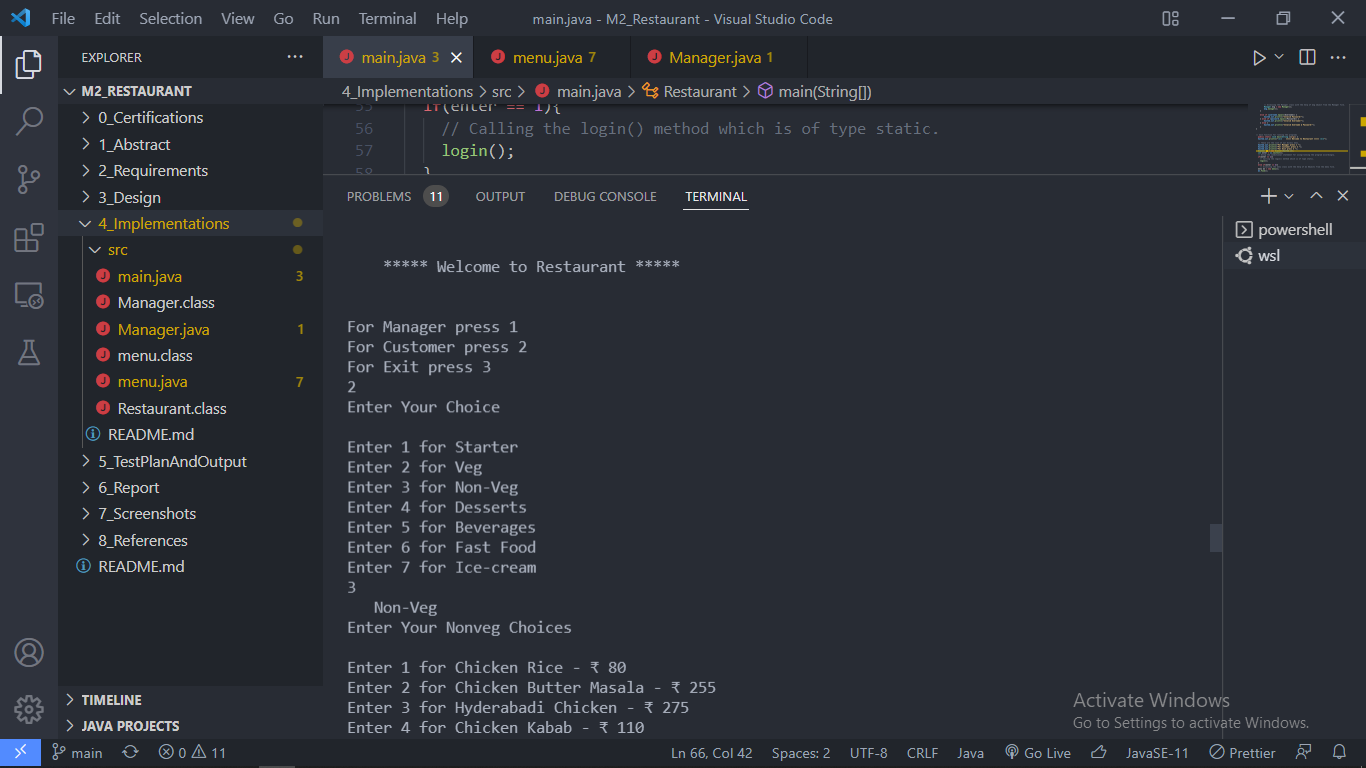 File Edit Selection View Go Run Terminal Help main.java - M2_Restaurant - Visual Studio Code
EXPLORER
main.java 3
menu.java 7
Manager.java 1
M2_RESTAURANT
0_Certifications
1_Abstract
2_Requirements
3_Design
4_Implementations
src
main.java 3
Manager.class
Manager.java 1
menu.class
menu.java 7
Restaurant.class
README.md
5_TestPlanAndOutput
6_Report
7_Screenshots
8_References
README.md
TIMELINE
JAVA PROJECTS
4_Implementations > src > main.java > Restaurant > main(String[])
55 if(enter == 1){
56 // Calling the login() method which is of type static.
57 login();
58 }
PROBLEMS 11 OUTPUT DEBUG CONSOLE TERMINAL
powershell
wsl
***** Welcome to Restaurant *****
For Manager press 1
For Customer press 2
For Exit press 3
2
Enter Your Choice
Enter 1 for Starter
Enter 2 for Veg
Enter 3 for Non-Veg
Enter 4 for Desserts
Enter 5 for Beverages
Enter 6 for Fast Food
Enter 7 for Ice-cream
3
Non-Veg
Enter Your Nonveg Choices
Enter 1 for Chicken Rice - ₹ 80
Enter 2 for Chicken Butter Masala - ₹ 255
Enter 3 for Hyderabadi Chicken - ₹ 275
Enter 4 for Chicken Kabab - ₹ 110
Activate Windows
Go to Settings to activate Windows.
main 0 11 Ln 66, Col 42 Spaces: 2 UTF-8 CRLF Java Go Live JavaSE-11 Prettier